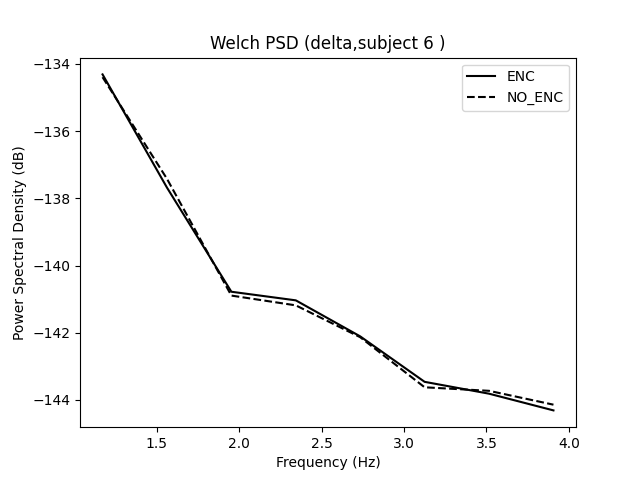 Welch PSD (delta,subject 6 )
ENC
NO_ENC
Power Spectral Density (dB)
−134
−136
−138
−140
−142
−144
1.5 2.0 2.5 3.0 3.5 4.0
Frequency (Hz)